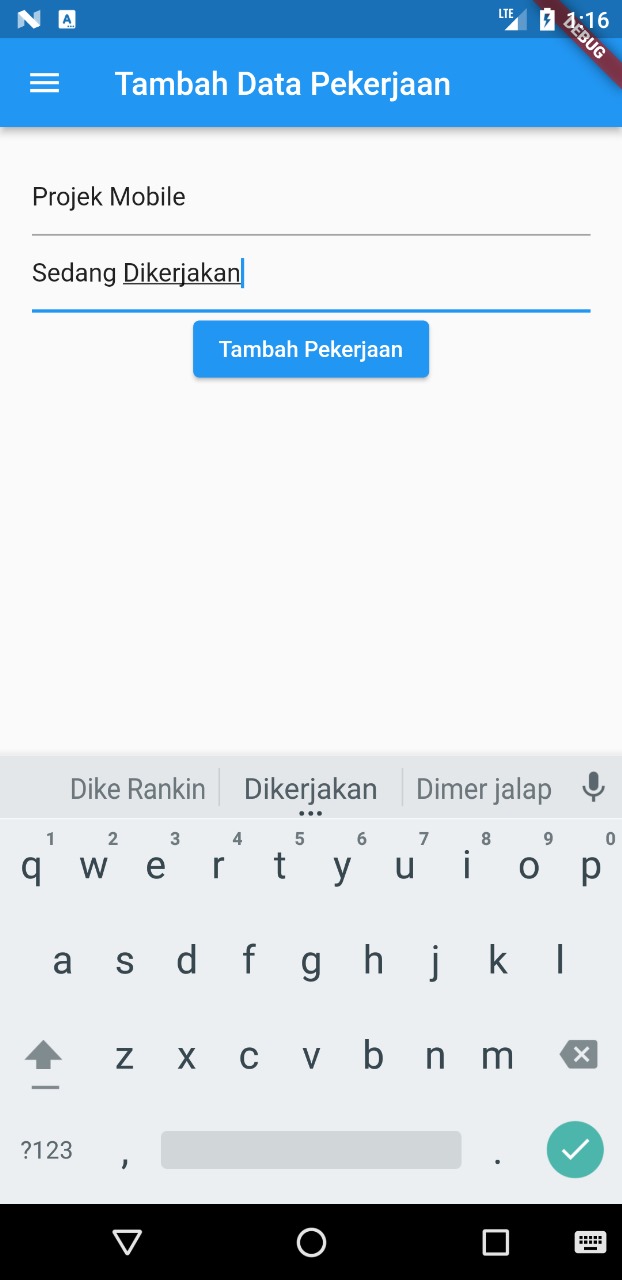 LTE 1:16
DEBUG
Tambah Data Pekerjaan
Projek Mobile
Sedang Dikerjakan
Tambah Pekerjaan
Dike Rankin Dikerjakan Dimer jalap
1 2 3 4 5 6 7 8 9 0
q w e r t y u i o p
a s d f g h j k l
z x c v b n m
?123 , .